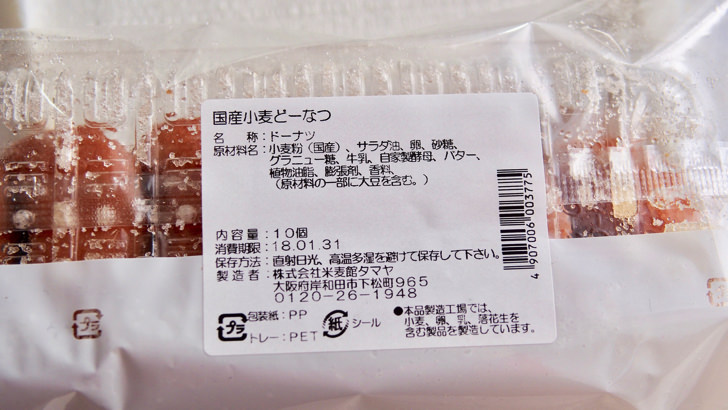 国産小麦どーなつ
名　称：ドーナツ
原材料名：小麦粉（国産）、サラダ油、卵、砂糖、
グラニュー糖、牛乳、自家製酵母、バター、
植物油脂、膨張剤、香料、
（原材料の一部に大豆を含む。）
内容量：10個
消費期限：18.01.31
保存方法：直射日光、高温多湿を避けて保存して下さい。
製造者：株式会社米麦館タマヤ
大阪府岸和田市下松町965
0120-26-1948
プラ 包装紙：PP
トレー：PET
紙 シール
●本品製造工場では、
小麦、卵、乳、落花生を
含む製品を製造しています。
4907006003775
プラ
プラ